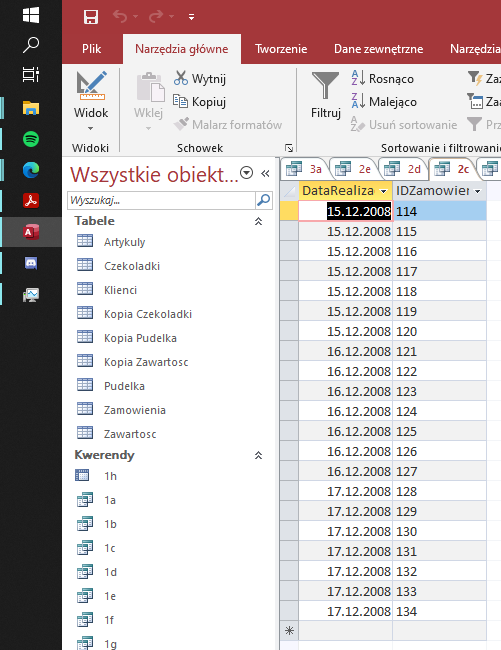 Plik Narzędzia główne Tworzenie Dane zewnętrzne Narzędzia
Widok
Widoki
Wklej
Wytnij
Kopiuj
Malarz formatów
Schowek
Filtruj
Rosnąco
Malejąco
Usuń sortowanie
Sortowanie i filtrowanie
Wszystkie obiekt...
Wyszukaj...
Tabele
Artykuly
Czekoladki
Klienci
Kopia Czekoladki
Kopia Pudelka
Kopia Zawartosc
Pudelka
Zamowienia
Zawartosc
Kwerendy
1h
1a
1b
1c
1d
1e
1f
1g
3a 2e 2d 2c
DataRealiza IDZamowier
15.12.2008 114
15.12.2008 115
15.12.2008 116
15.12.2008 117
15.12.2008 118
15.12.2008 119
15.12.2008 120
16.12.2008 121
16.12.2008 122
16.12.2008 123
16.12.2008 124
16.12.2008 125
16.12.2008 126
16.12.2008 127
17.12.2008 128
17.12.2008 129
17.12.2008 130
17.12.2008 131
17.12.2008 132
17.12.2008 133
17.12.2008 134